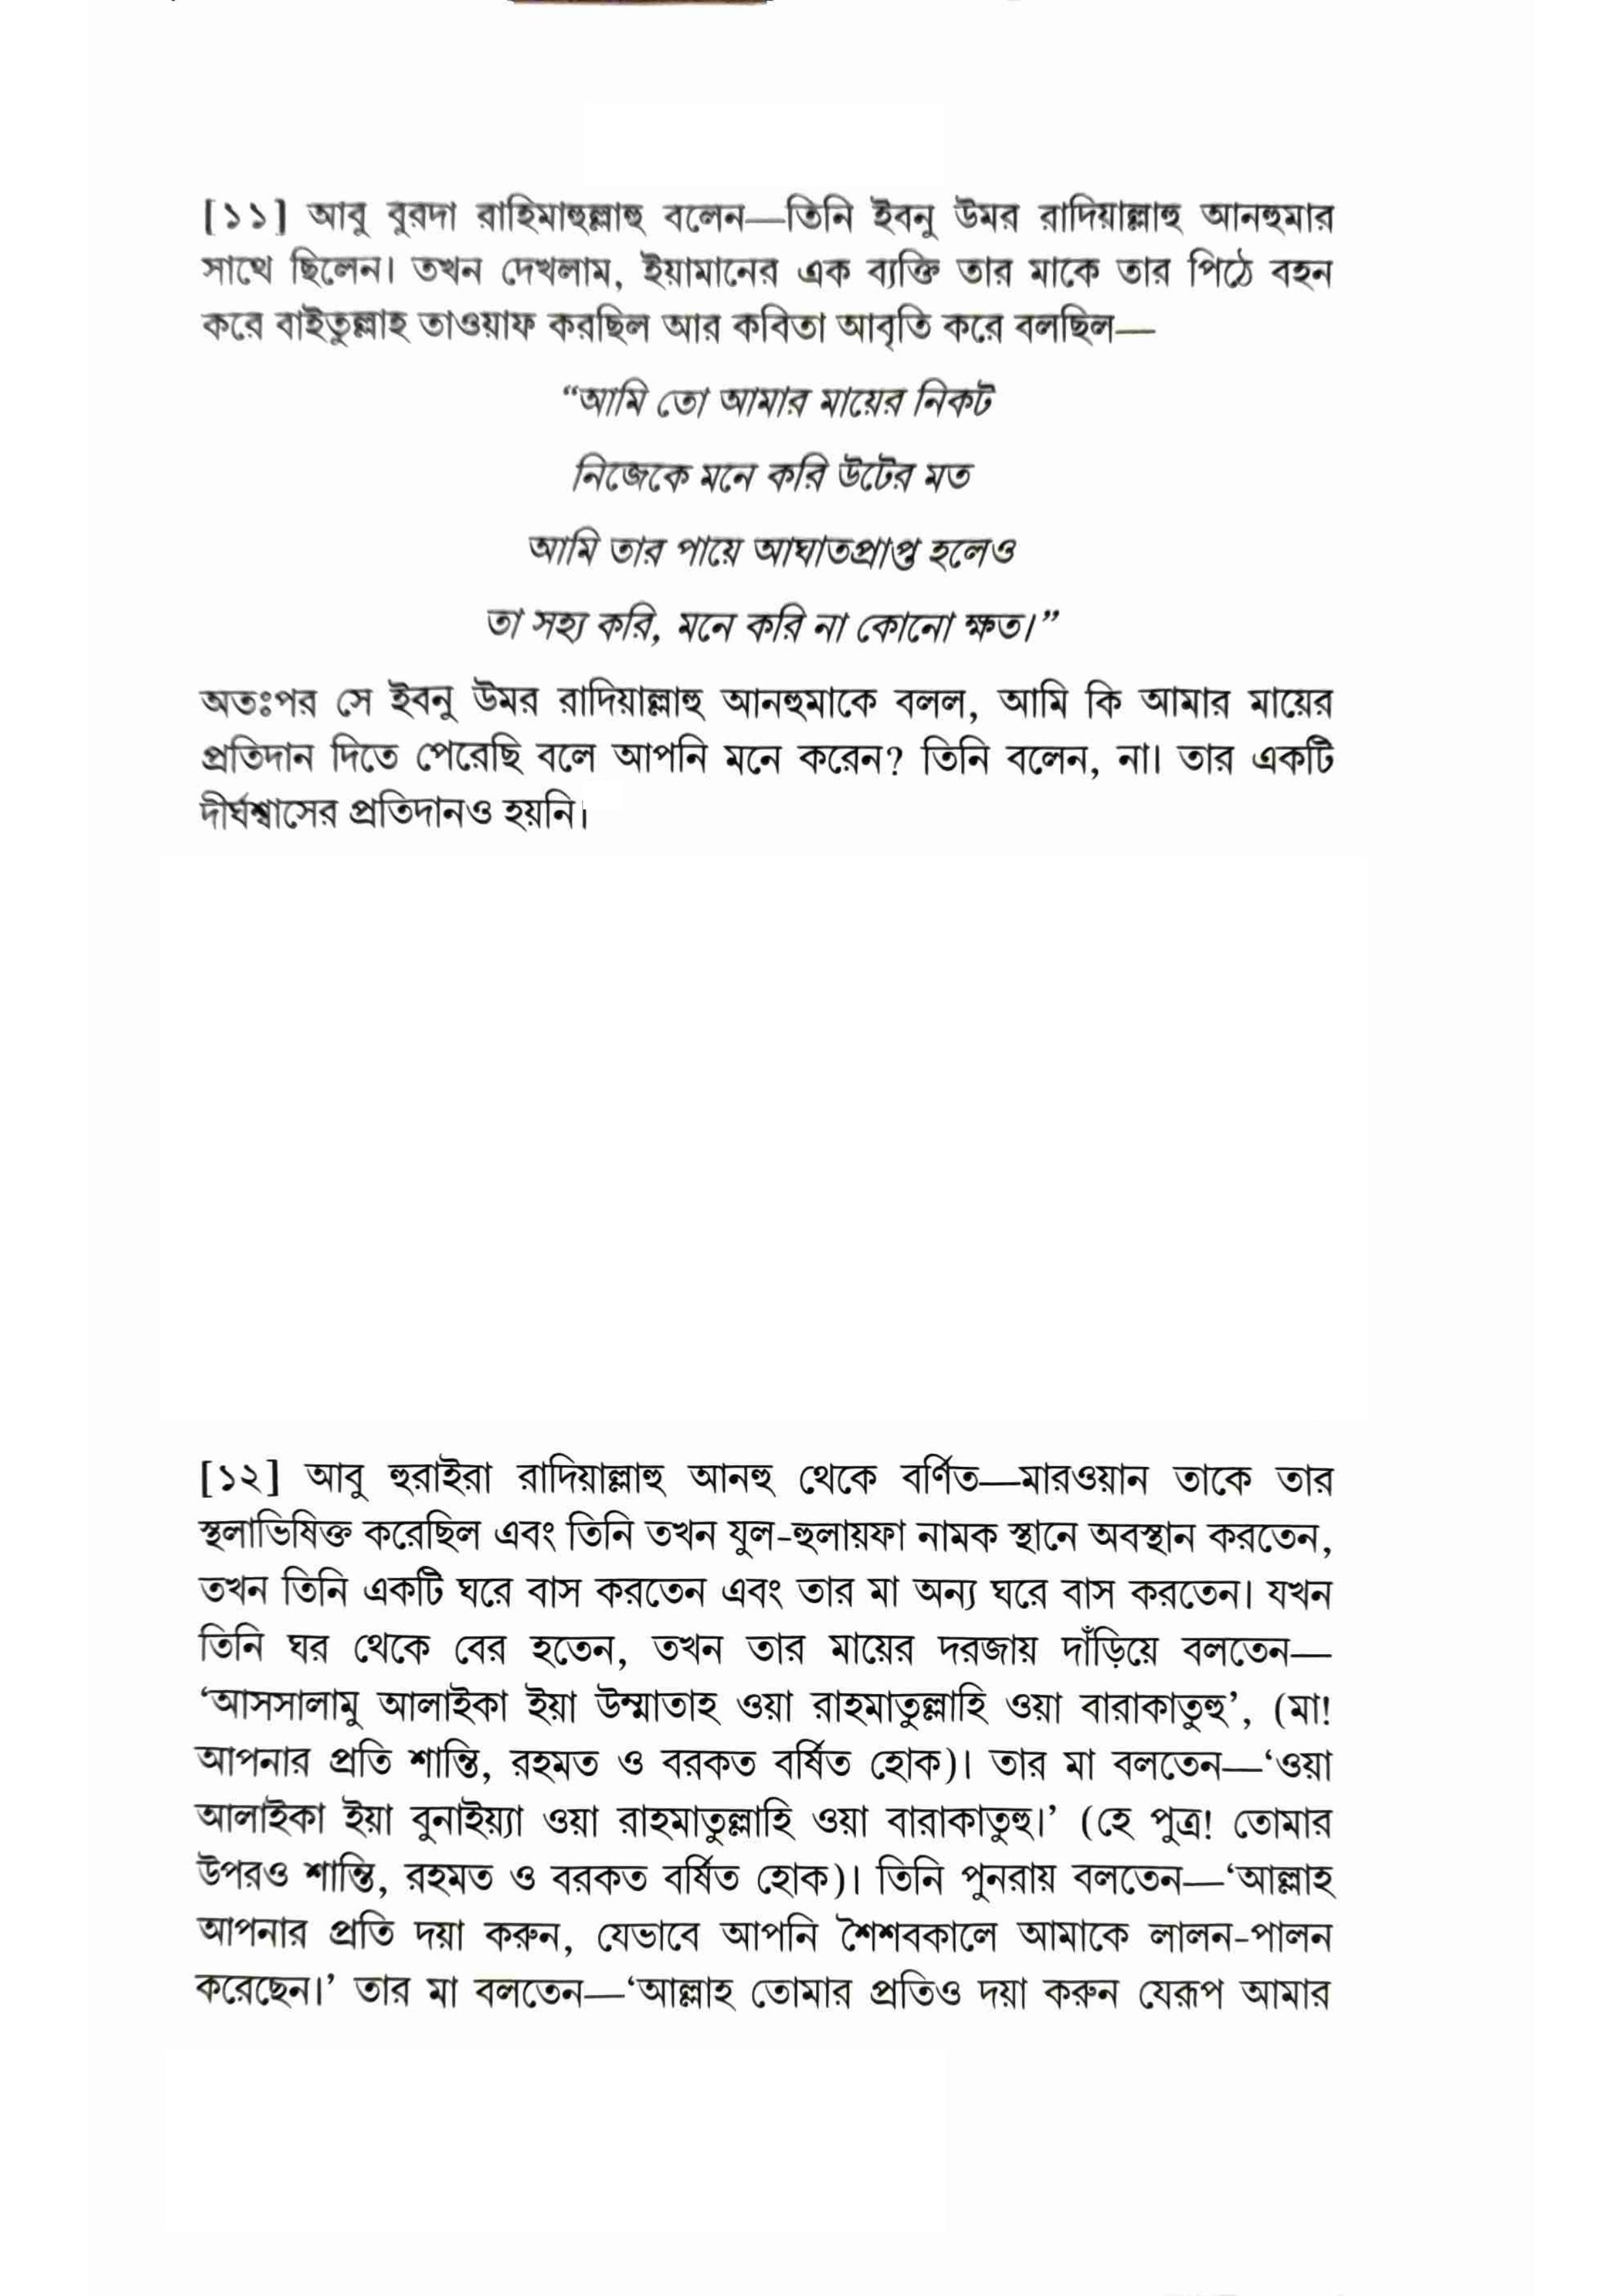 [১১] আবু বুরদা রাহিমাহুল্লাহু বলেন—তিনি ইবনু উমর রাদিয়াল্লাহু আনহুমার
সাথে ছিলেন। তখন দেখলাম, ইয়ামানের এক ব্যক্তি তার মাকে তার পিঠে বহন
করে বাইতুল্লাহ তাওয়াফ করছিল আর কবিতা আবৃতি করে বলছিল—
“আমি তো আমার মায়ের নিকট
নিজেকে মনে করি উটের মত
আমি তার পায়ে আঘাতপ্রাপ্ত হলেও
তা সহ্য করি, মনে করি না কোনো ক্ষত।”
অতঃপর সে ইবনু উমর রাদিয়াল্লাহু আনহুমাকে বলল, আমি কি আমার মায়ের
প্রতিদান দিতে পেরেছি বলে আপনি মনে করেন? তিনি বলেন, না। তার একটি
দীর্ঘশ্বাসের প্রতিদানও হয়নি।
[১২] আবু হুরাইরা রাদিয়াল্লাহু আনহু থেকে বর্ণিত—মারওয়ান তাকে তার
স্থলাভিষিক্ত করেছিল এবং তিনি তখন যুল-হুলায়ফা নামক স্থানে অবস্থান করতেন,
তখন তিনি একটি ঘরে বাস করতেন এবং তার মা অন্য ঘরে বাস করতেন। যখন
তিনি ঘর থেকে বের হতেন, তখন তার মায়ের দরজায় দাঁড়িয়ে বলতেন—
‘আসসালামু আলাইকা ইয়া উম্মাতাহ ওয়া রাহমাতুল্লাহি ওয়া বারাকাতুহু’, (মা!
আপনার প্রতি শান্তি, রহমত ও বরকত বর্ষিত হোক)। তার মা বলতেন—‘ওয়া
আলাইকা ইয়া বুনাইয়্যা ওয়া রাহমাতুল্লাহি ওয়া বারাকাতুহু।’ (হে পুত্র! তোমার
উপরও শান্তি, রহমত ও বরকত বর্ষিত হোক)। তিনি পুনরায় বলতেন—‘আল্লাহ
আপনার প্রতি দয়া করুন, যেভাবে আপনি শৈশবকালে আমাকে লালন-পালন
করেছেন।’ তার মা বলতেন—‘আল্লাহ তোমার প্রতিও দয়া করুন যেরূপ আমার